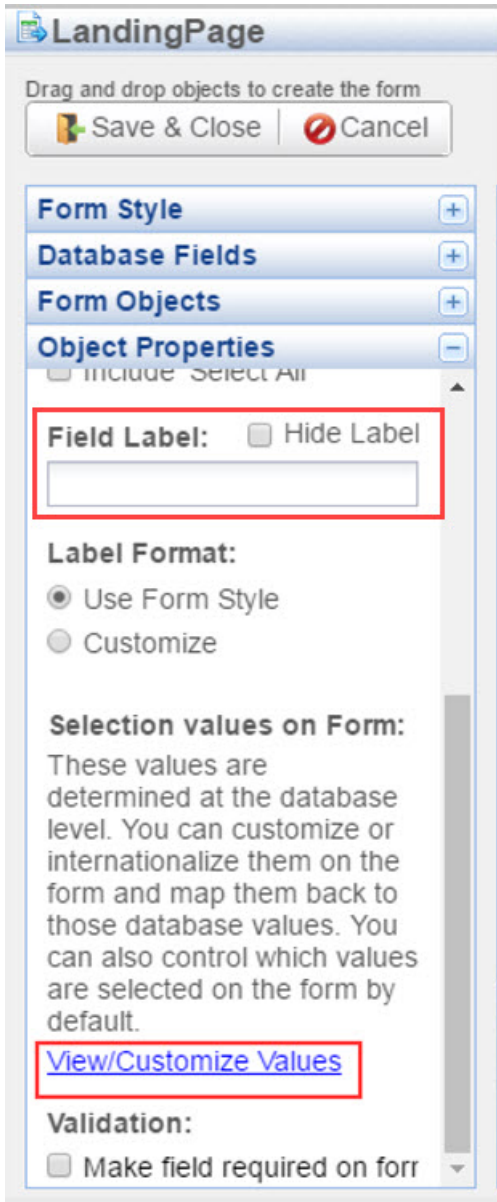 LandingPage
Drag and drop objects to create the form
Save & Close Cancel
Form Style
Database Fields
Form Objects
Object Properties
Include Select All
Field Label: Hide Label
Label Format:
Use Form Style
Customize
Selection values on Form:
These values are
determined at the database
level. You can customize or
internationalize them on the
form and map them back to
those database values. You
can also control which values
are selected on the form by
default.
View/Customize Values
Validation:
Make field required on forr